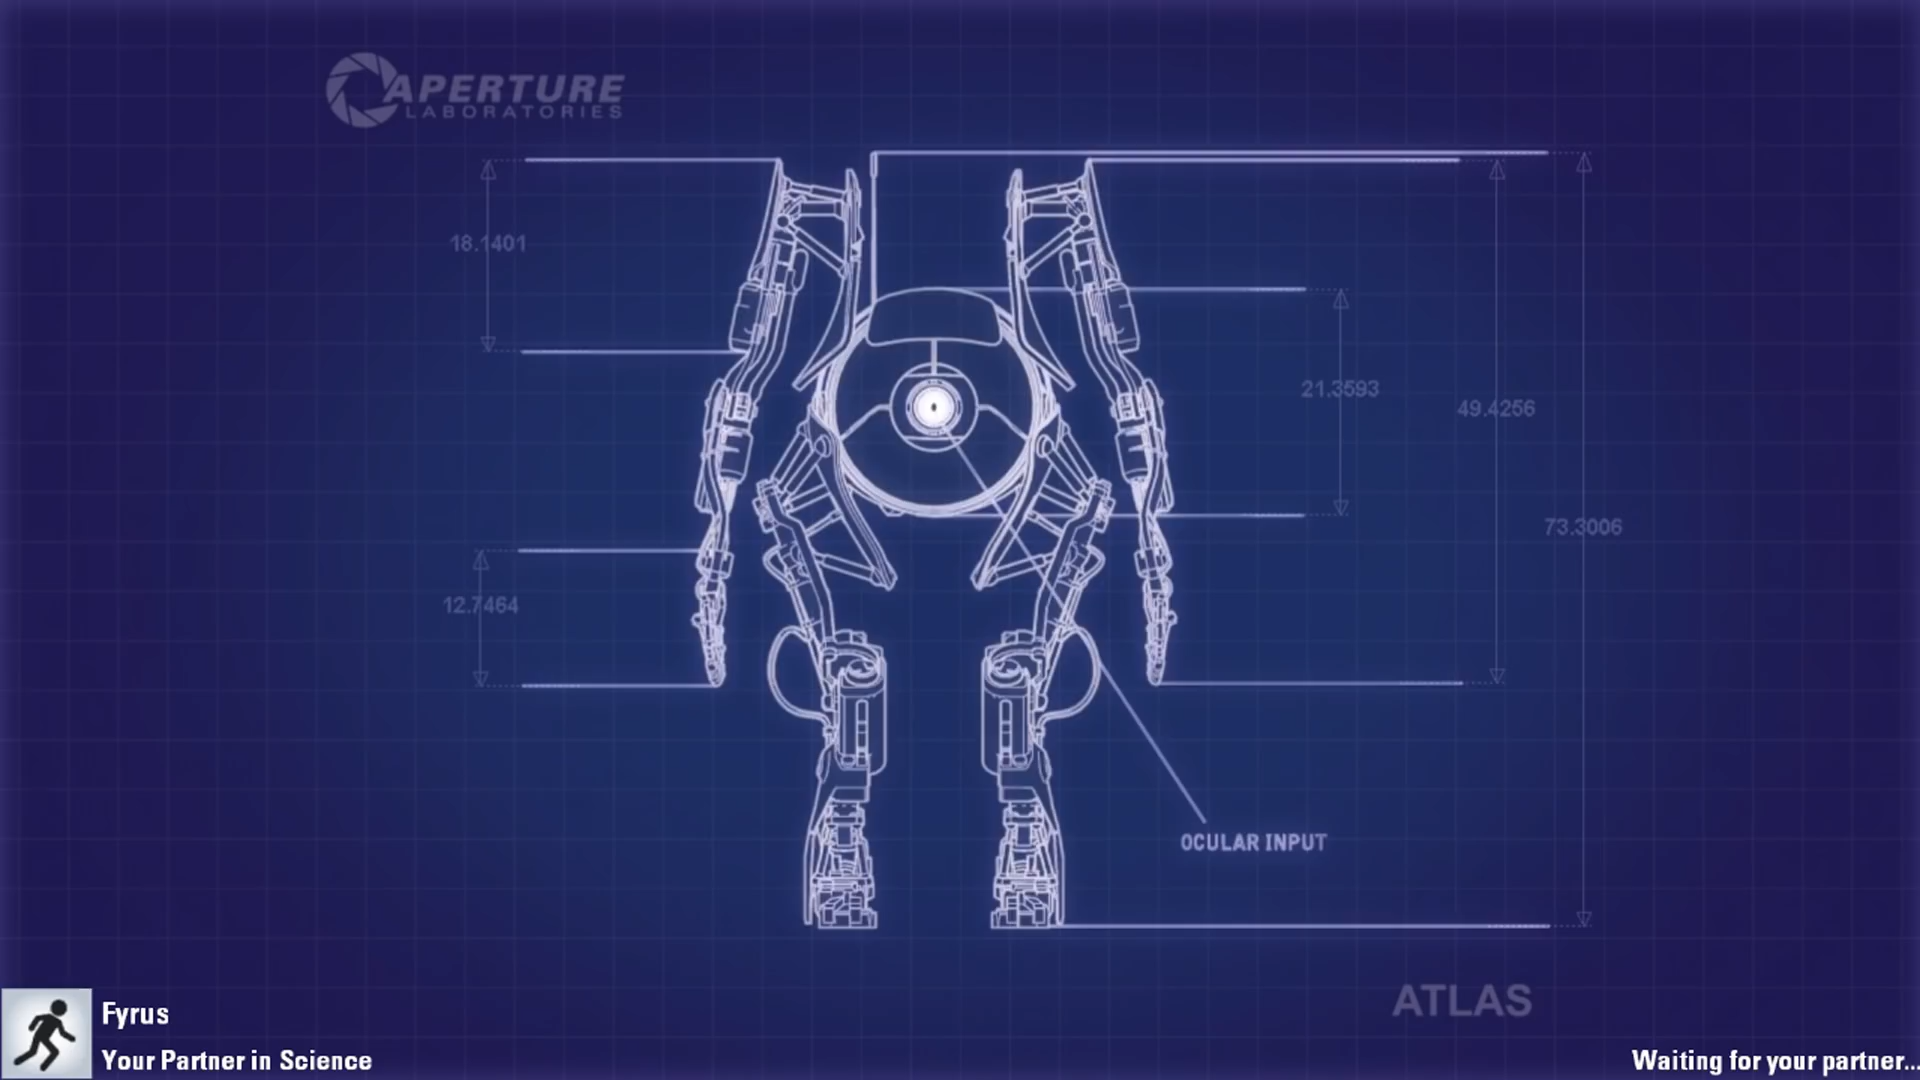 APERTURE
LABORATORIES
18.1401
21.3593
49.4256
73.3006
12.7464
OCULAR INPUT
ATLAS
Fyrus
Your Partner in Science
Waiting for your partner...